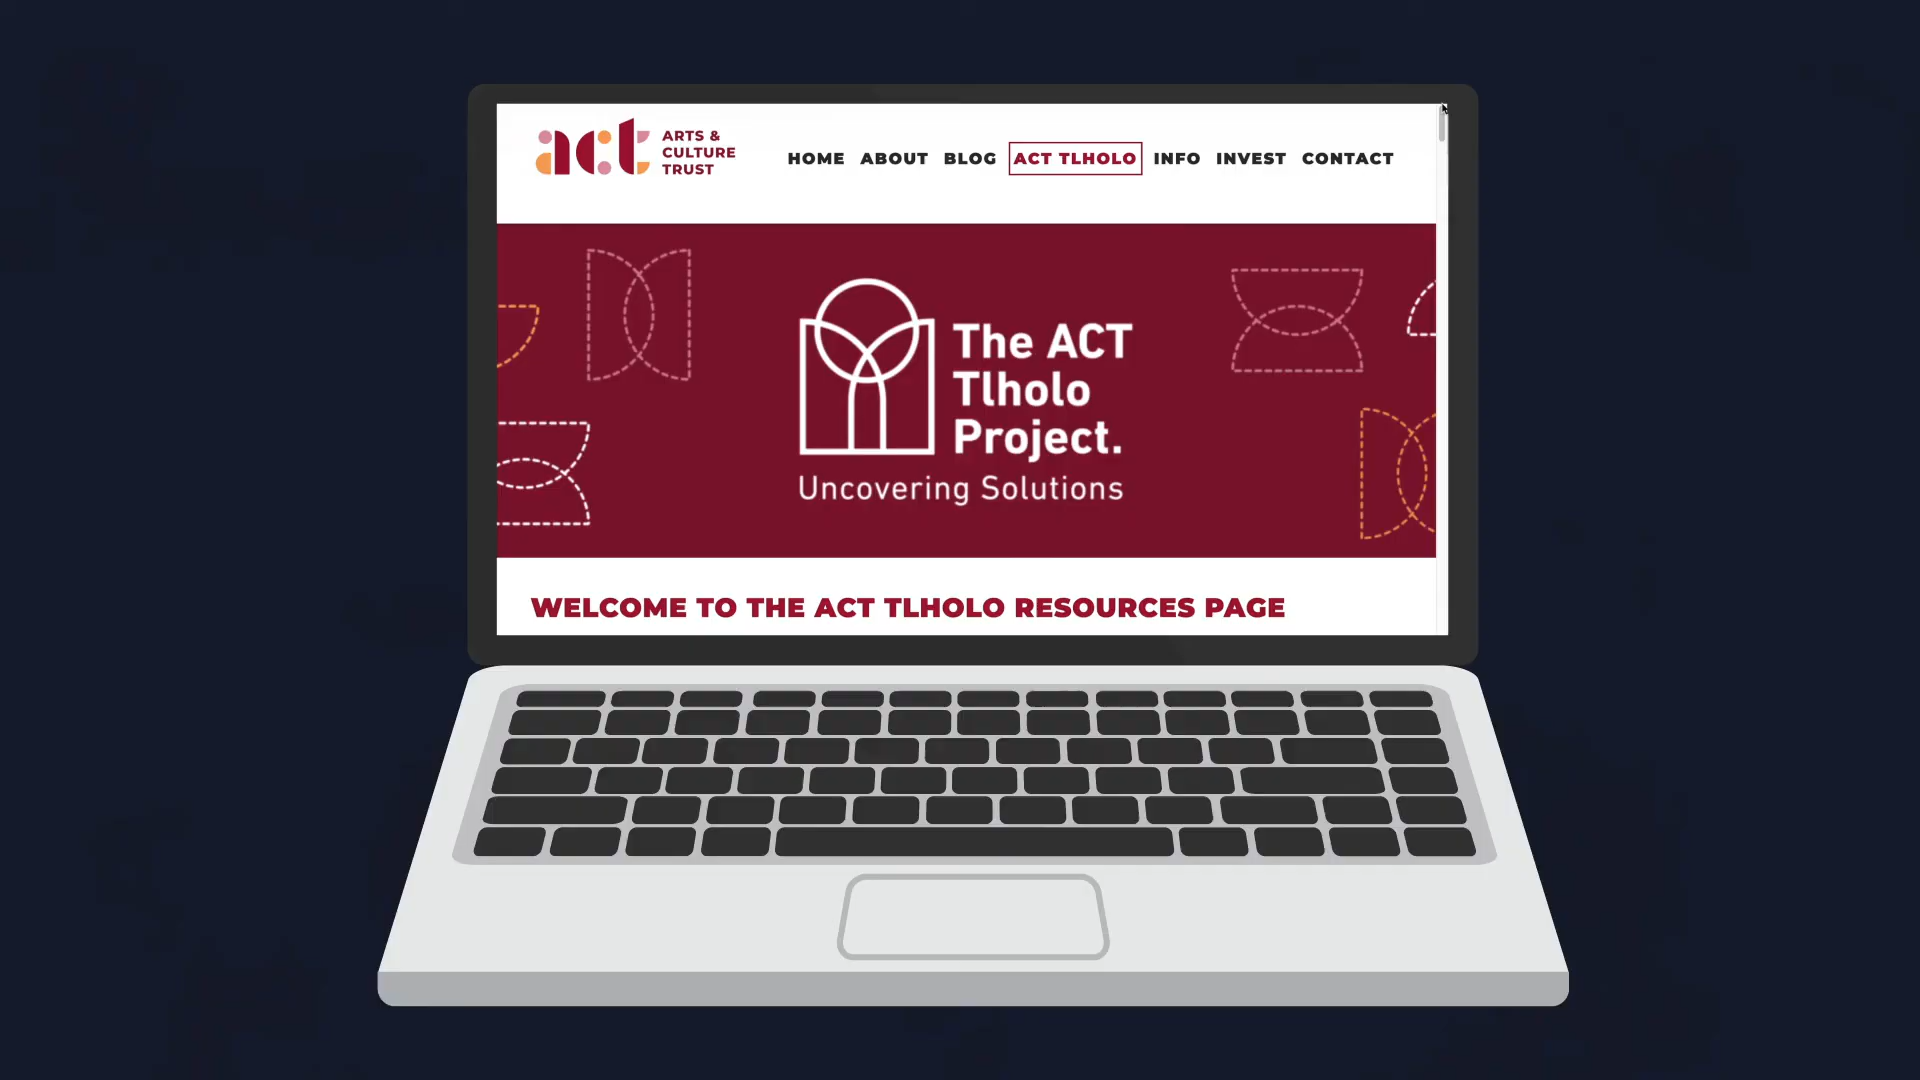 act
ARTS &
CULTURE
TRUST
HOME ABOUT BLOG ACT TLHOLO INFO INVEST CONTACT
The ACT
Tlholo
Project.
Uncovering Solutions
WELCOME TO THE ACT TLHOLO RESOURCES PAGE